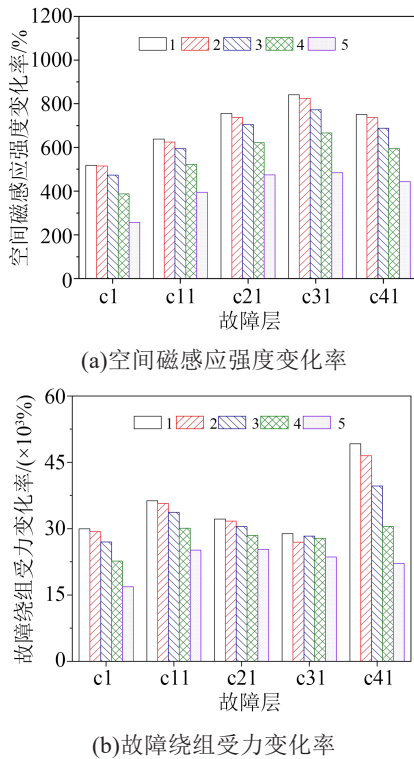 1200
1000
800
600
400
200
0
空间磁感应强度变化率/%
1 2 3 4 5
c1 c11 c21 c31 c41
故障层
(a)空间磁感应强度变化率
60
45
30
15
0
故障绕组受力变化率/(×10³%)
1 2 3 4 5
c1 c11 c21 c31 c41
故障层
(b)故障绕组受力变化率